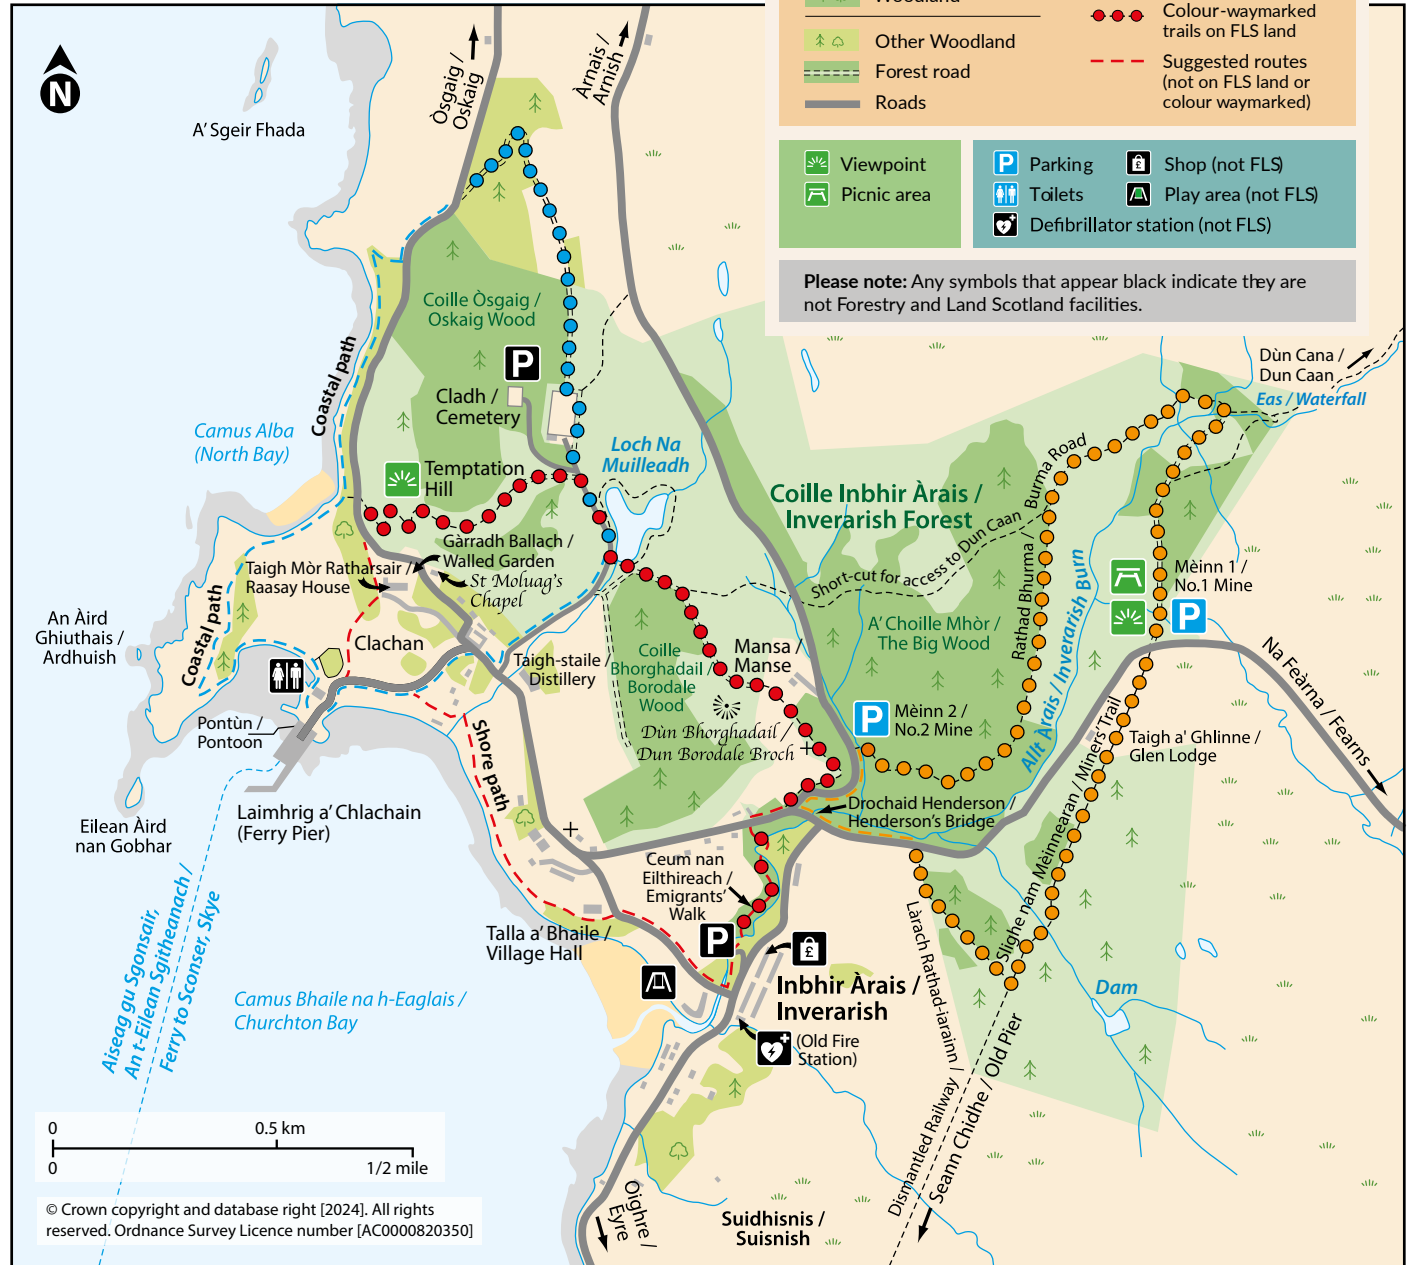 Woodland
Other Woodland
Forest road
Roads
Colour-waymarked
trails on FLS land
Suggested routes
(not on FLS land or
colour waymarked)
Viewpoint
Picnic area
P Parking
Toilets
Defibrillator station (not FLS)
£ Shop (not FLS)
Play area (not FLS)
Please note: Any symbols that appear black indicate they are
not Forestry and Land Scotland facilities.
N
A' Sgeir Fhada
Òsgaig /
Oskaig
Àrnais /
Arnish
Coille Òsgaig /
Oskaig Wood
P
Cladh /
Cemetery
Coastal path
Camus Alba
(North Bay)
Temptation
Hill
Loch Na
Muilleadh
Gàrradh Ballach /
Walled Garden
Taigh Mòr Ratharsair /
Raasay House
St Moluag's
Chapel
Clachan
Coastal path
An Àird
Ghiuthais /
Ardhuish
Pontùn /
Pontoon
Taigh-staile /
Distillery
Shore path
Laimhrig a' Chlachain
(Ferry Pier)
Eilean Àird
nan Gobhar
Aiseag gu Sgonsair,
An t-Eilean Sgitheanach /
Ferry to Sconser, Skye
Camus Bhaile na h-Eaglais /
Churchton Bay
Coille
Bhorghadail /
Borodale
Wood
Mansa /
Manse
Dùn Bhorghadail /
Dun Borodale Broch
Coille Inbhir Àrais /
Inverarish Forest
Short-cut for access to Dun Caan
A' Choille Mhòr /
The Big Wood
Rathad Bhurma /
Burma Road
Allt Àrais / Inverarish Burn
P
Mèinn 2 /
No.2 Mine
Dùn Cana /
Dun Caan
Eas / Waterfall
Mèinn 1 /
No.1 Mine
P
Na Feàrna / Fearns
Taigh a' Ghlinne /
Glen Lodge
Slighe nam Mèinnearan / Miners' Trail
Drochaid Henderson /
Henderson's Bridge
Ceum nan
Eilthireach /
Emigrants'
Walk
Talla a' Bhaile /
Village Hall
P
£
Inbhir Àrais /
Inverarish
(Old Fire
Station)
Làrach Rathad-iarainn /
Dismantled Railway
Dam
Seann Chidhe / Old Pier
Oighre /
Eyre
Suidhisnis /
Suisnish
0 0.5 km
0 1/2 mile
© Crown copyright and database right [2024]. All rights
reserved. Ordnance Survey Licence number [AC0000820350]